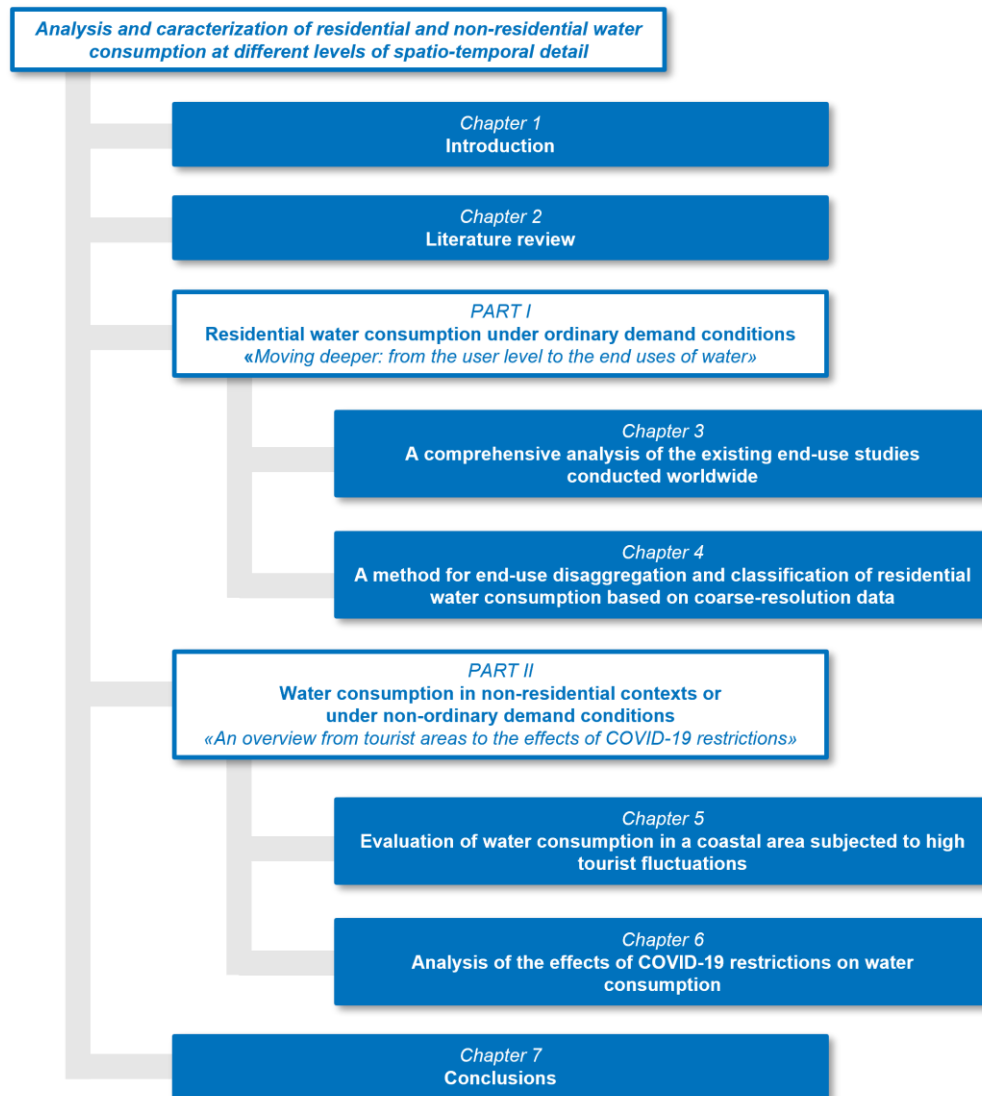 Analysis and caracterization of residential and non-residential water
consumption at different levels of spatio-temporal detail
Chapter 1
Introduction
Chapter 2
Literature review
PART I
Residential water consumption under ordinary demand conditions
«Moving deeper: from the user level to the end uses of water»
Chapter 3
A comprehensive analysis of the existing end-use studies
conducted worldwide
Chapter 4
A method for end-use disaggregation and classification of residential
water consumption based on coarse-resolution data
PART II
Water consumption in non-residential contexts or
under non-ordinary demand conditions
«An overview from tourist areas to the effects of COVID-19 restrictions»
Chapter 5
Evaluation of water consumption in a coastal area subjected to high
tourist fluctuations
Chapter 6
Analysis of the effects of COVID-19 restrictions on water
consumption
Chapter 7
Conclusions